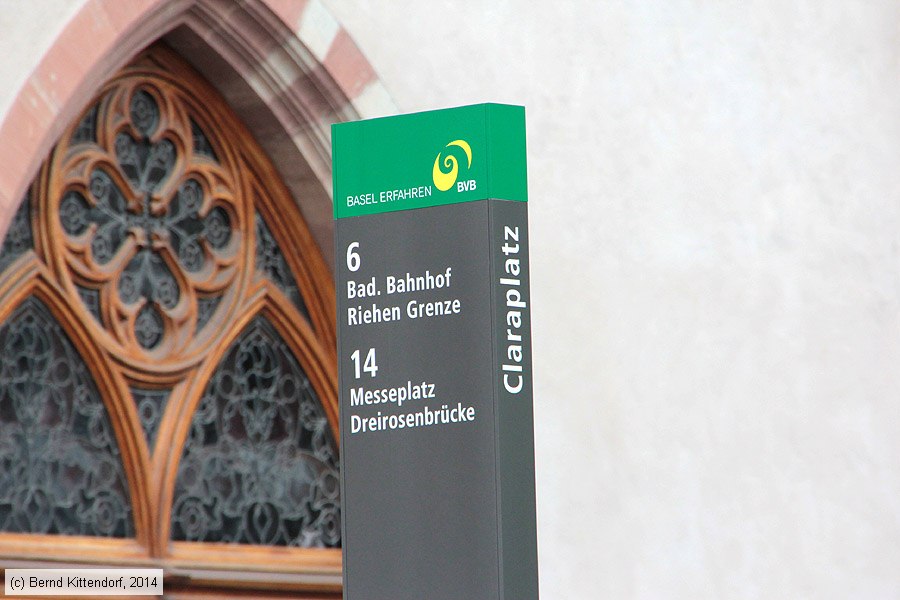 BASEL ERFAHREN BVB
6
Bad. Bahnhof
Riehen Grenze
14
Messeplatz
Dreirosenbrücke
Claraplatz
(c) Bernd Kittendorf, 2014